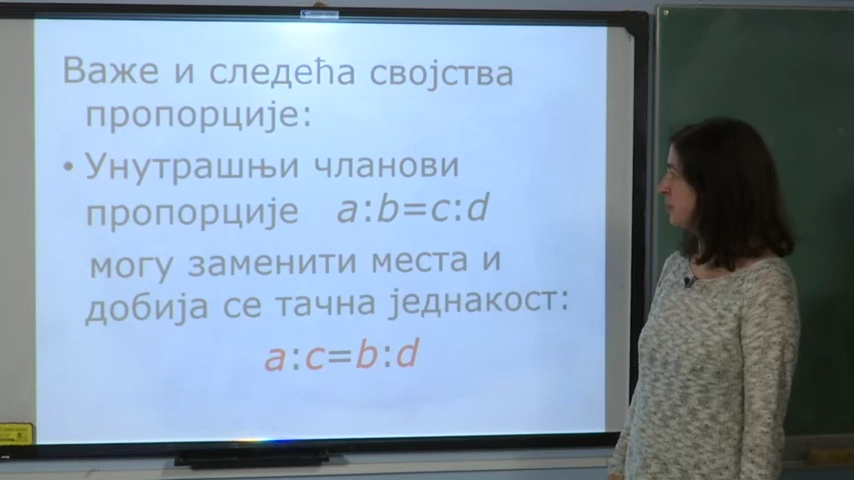 Важе и следећа својства
пропорције:
• Унутрашњи чланови
пропорције a:b=c:d
могу заменити места и
добија се тачна једнакост:
a:c=b:d